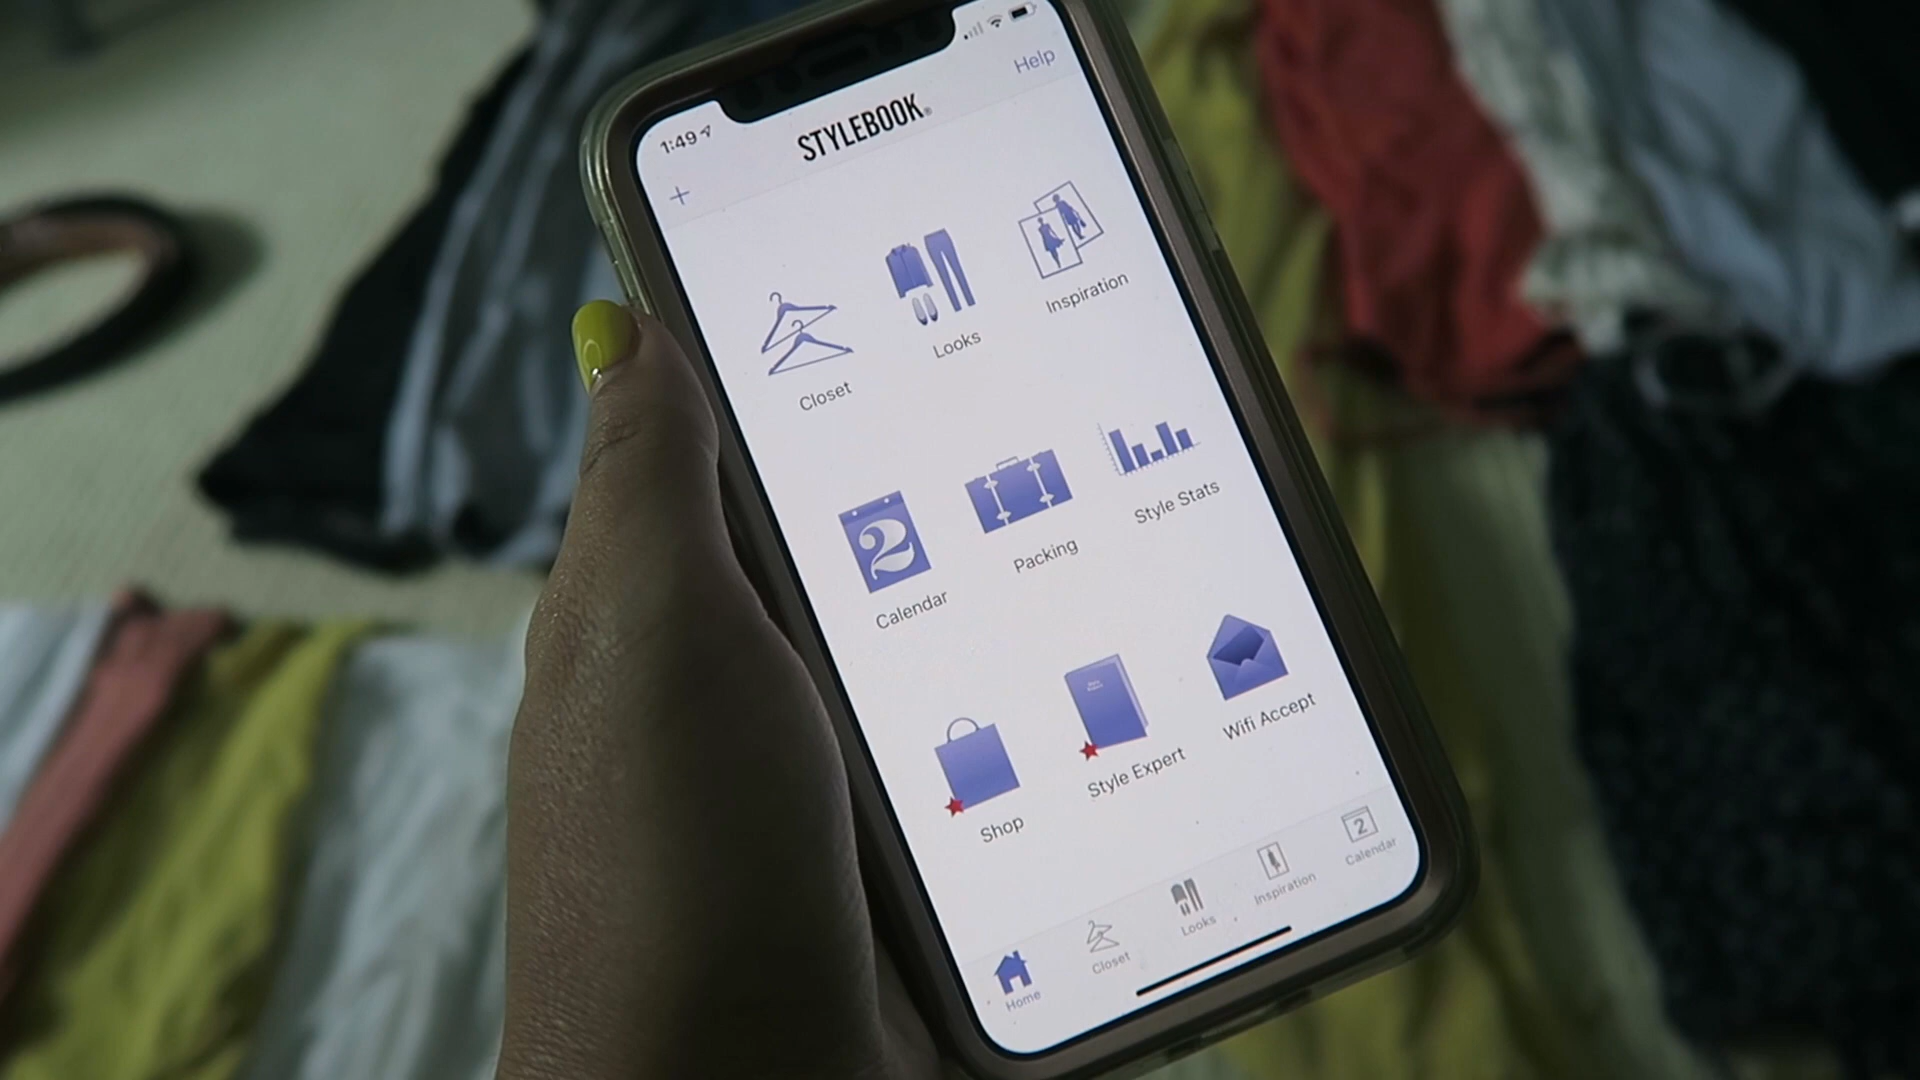 1:49
Help
STYLEBOOK®
+
Closet
Looks
Inspiration
2
Calendar
Packing
Style Stats
Shop
Style Expert
Wifi Accept
Home
Closet
Looks
Inspiration
2
Calendar